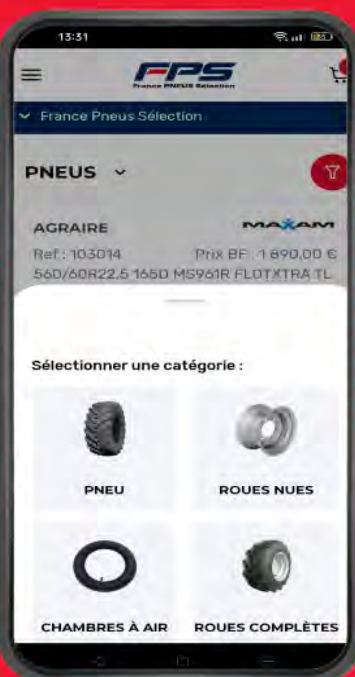 13:31
FPS
France PNEUS Sélection
France Pneus Sélection
PNEUS
AGRAIRE
MAXAM
Ref : 103014 Prix BF : 1 890,00 €
560/60R22,5 165D MS961R FLOTXTRA TL
Sélectionner une catégorie :
PNEU ROUES NUES
CHAMBRES À AIR ROUES COMPLÈTES